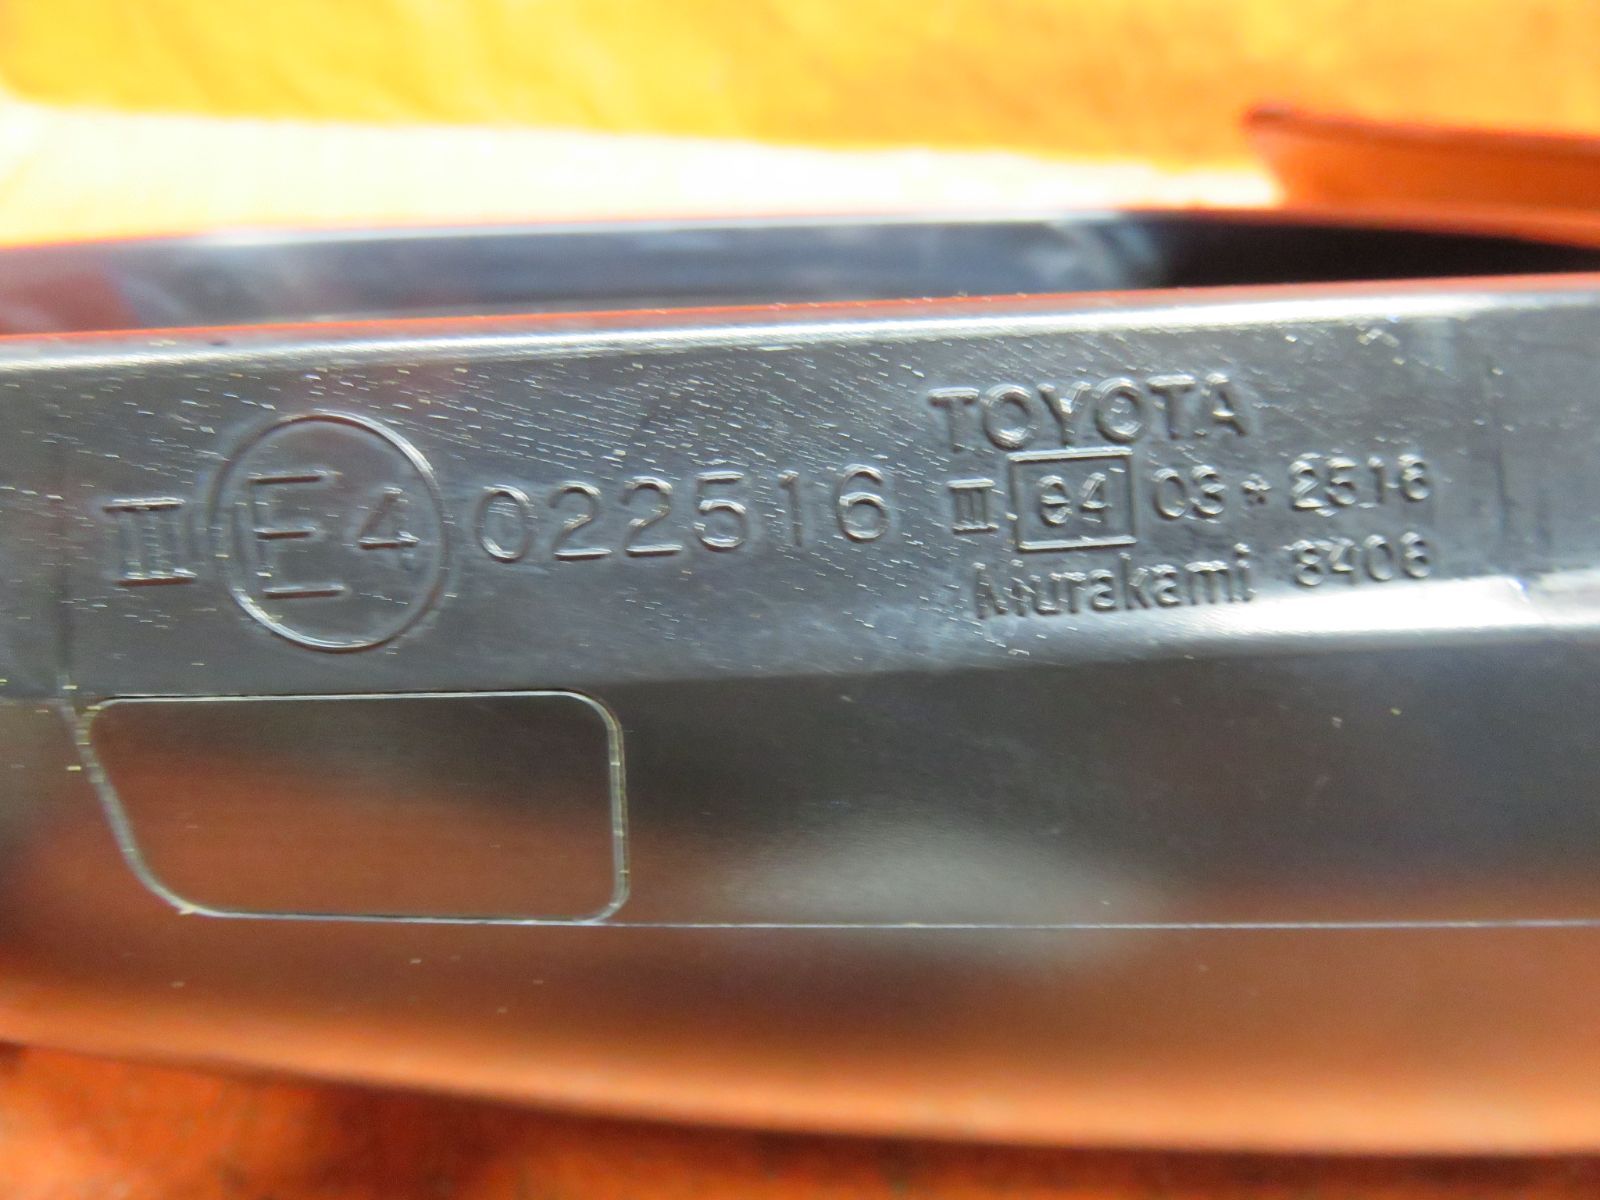 III E4 022516
TOYOTA
III e4 03*2516
Murakami 8406